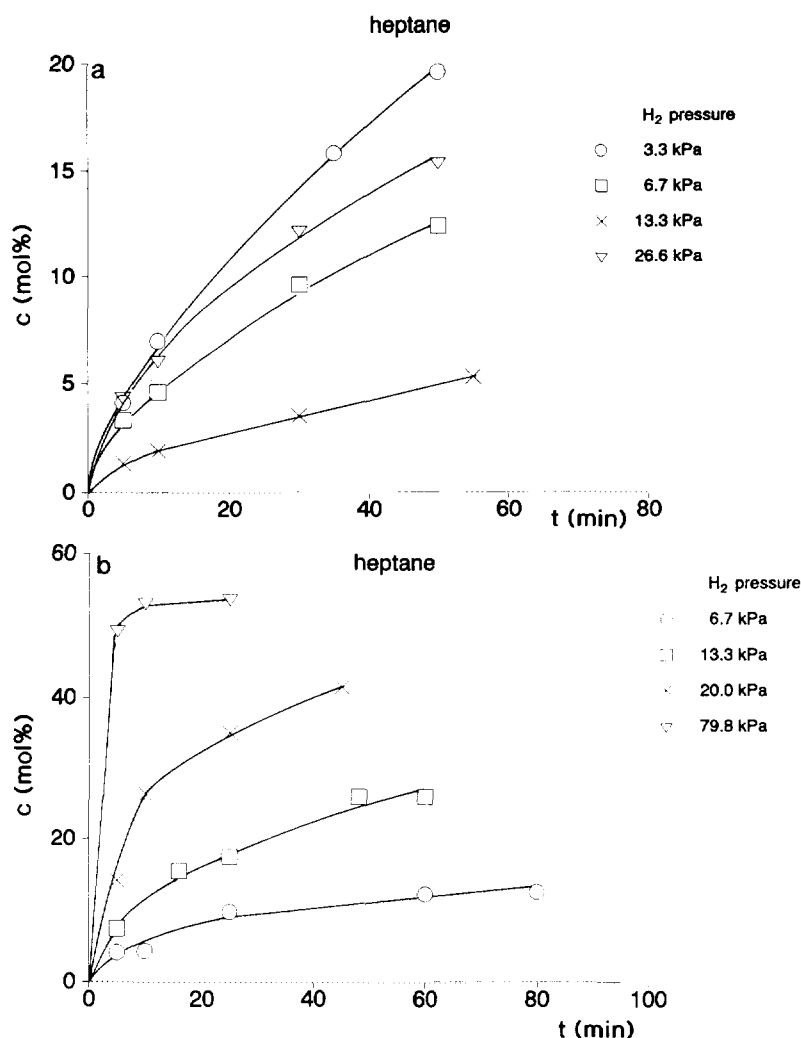 heptane
a
20
15
10
5
0
c (mol%)
0 20 40 60 80
t (min)
H₂ pressure
3.3 kPa
6.7 kPa
13.3 kPa
26.6 kPa
b
heptane
60
40
20
0
c (mol%)
0 20 40 60 80 100
t (min)
H₂ pressure
6.7 kPa
13.3 kPa
20.0 kPa
79.8 kPa